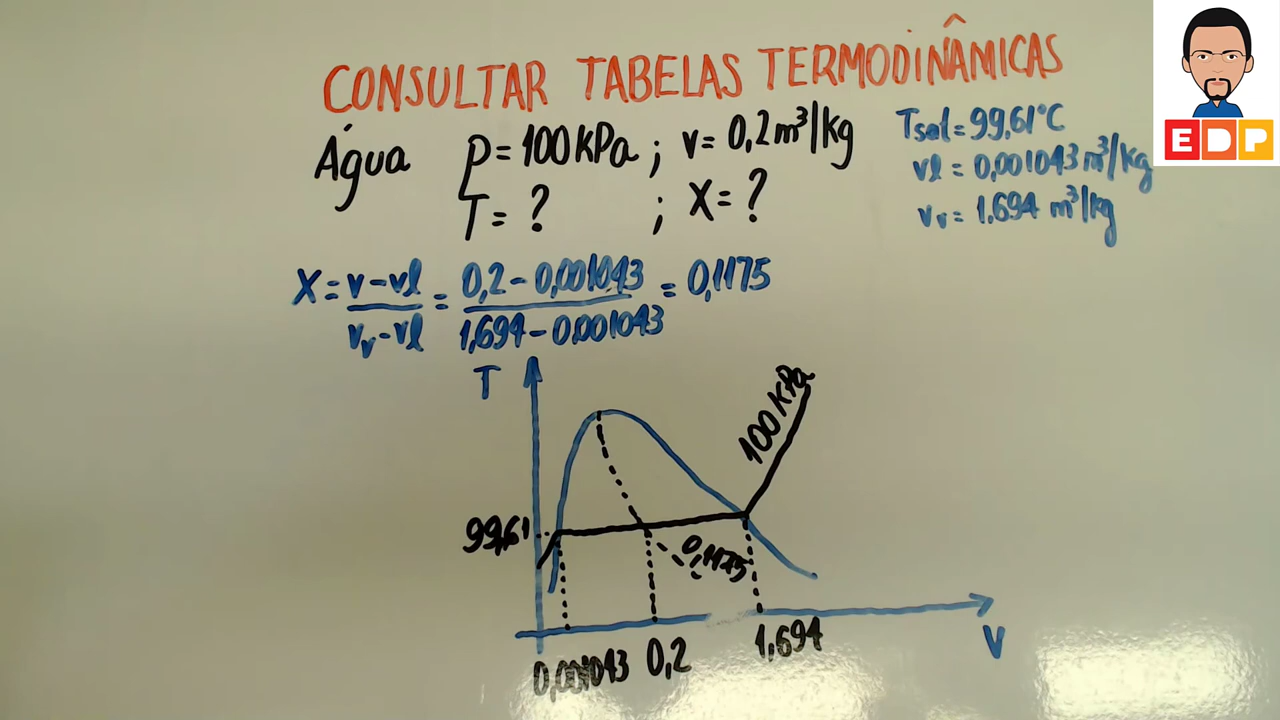 CONSULTAR TABELAS TERMODINÂMICAS
Água p = 100 KPa ; v = 0,2 m³/kg
T = ? ; X = ?
Tsat = 99,61°C
vl = 0,001043 m³/kg
vv = 1.694 m³/kg
EDP
X = v - vl / vv - vl = 0,2 - 0,001043 / 1,694 - 0,001043 = 0,1175
T
100 KPa
99,61
0,1175
0,001043 0,2 1,694
V